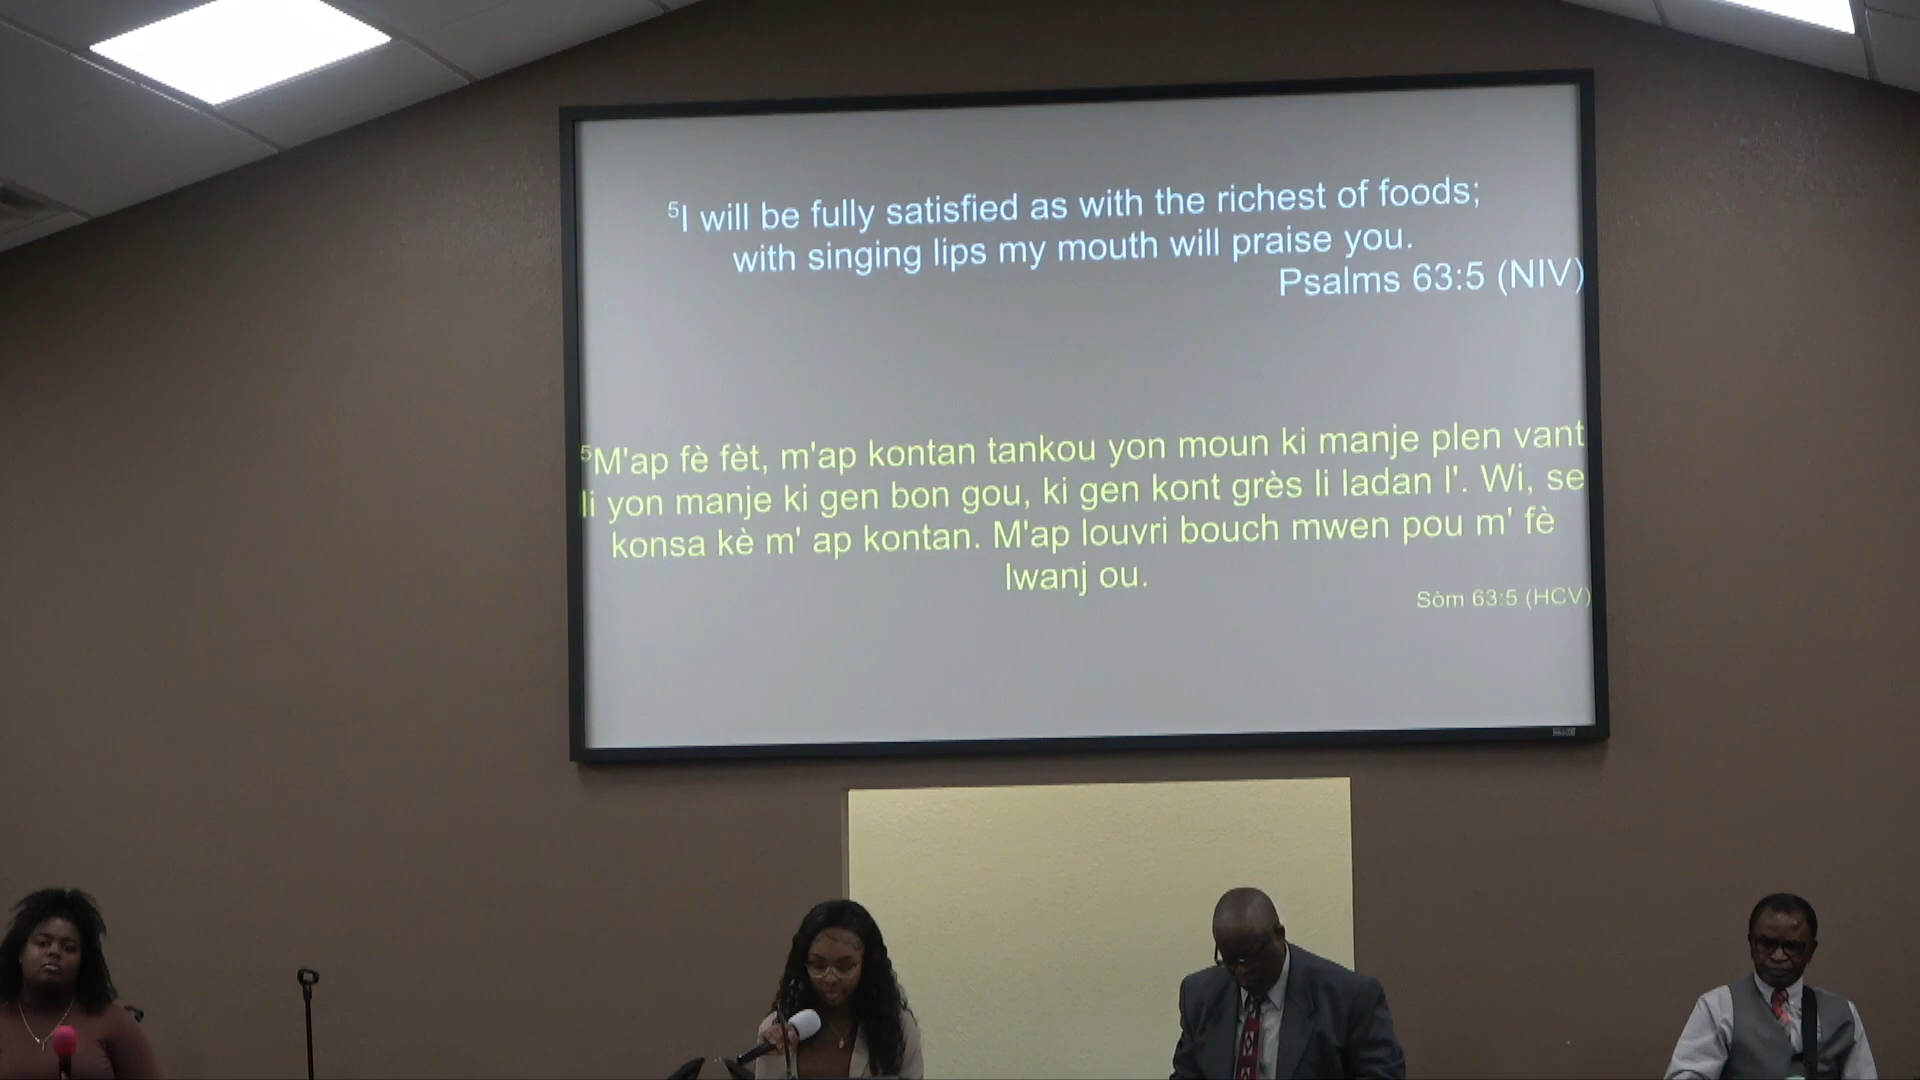 ⁵I will be fully satisfied as with the richest of foods;
with singing lips my mouth will praise you.
Psalms 63:5 (NIV)
⁵M'ap fè fèt, m'ap kontan tankou yon moun ki manje plen vant
li yon manje ki gen bon gou, ki gen kont grès li ladan l'. Wi, se
konsa kè m' ap kontan. M'ap louvri bouch mwen pou m' fè
lwanj ou.
Sòm 63:5 (HCV)